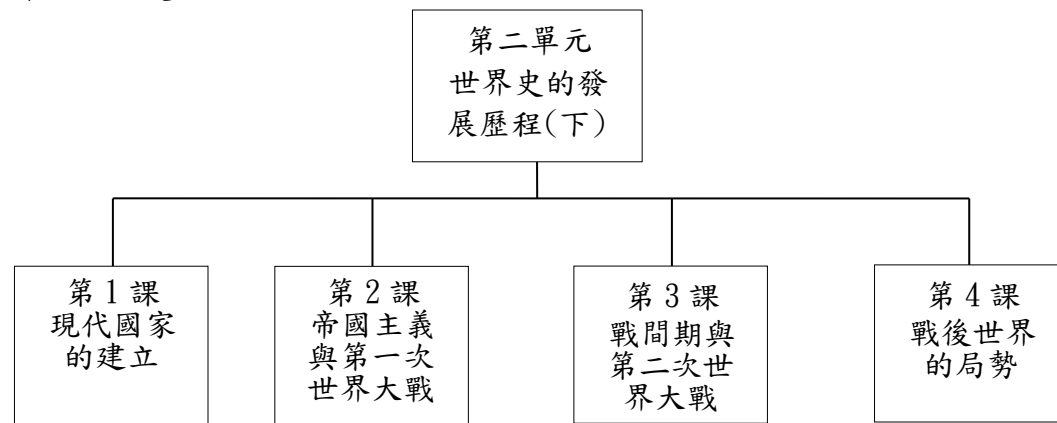 第二單元
世界史的發
展歷程(下)
第1課
現代國家
的建立
第2課
帝國主義
與第一次
世界大戰
第3課
戰間期與
第二次世
界大戰
第4課
戰後世界
的局勢